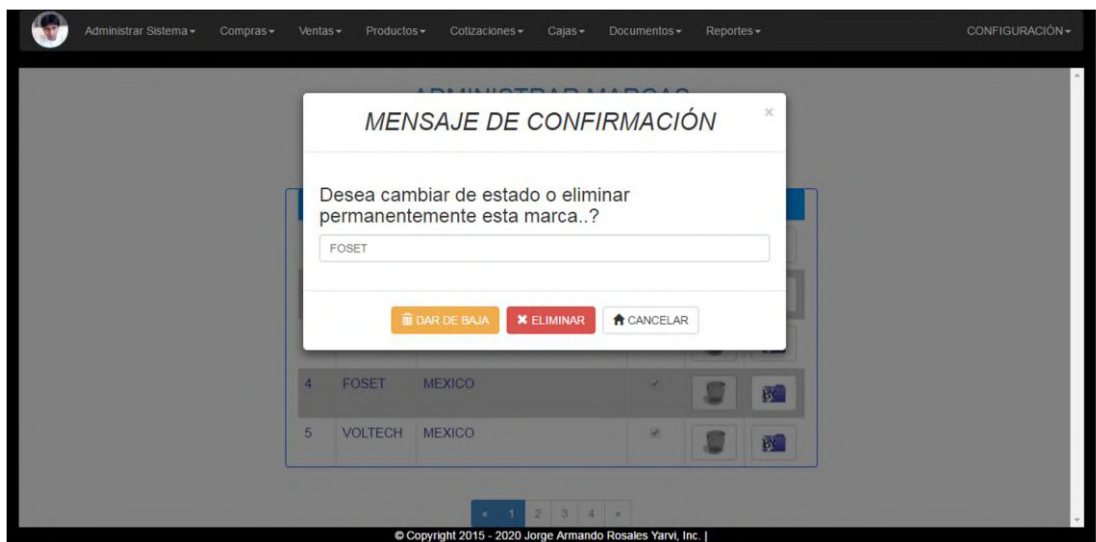 Administrar Sistema Compras Ventas Productos Cotizaciones Cajas Documentos Reportes CONFIGURACIÓN
ADMINISTRAR MARCAS
MENSAJE DE CONFIRMACIÓN ×
Desea cambiar de estado o eliminar
permanentemente esta marca..?
FOSET
DAR DE BAJA ELIMINAR CANCELAR
4 FOSET MEXICO
5 VOLTECH MEXICO
« 1 2 3 4 »
© Copyright 2015 - 2020 Jorge Armando Rosales Yarvi, Inc. |